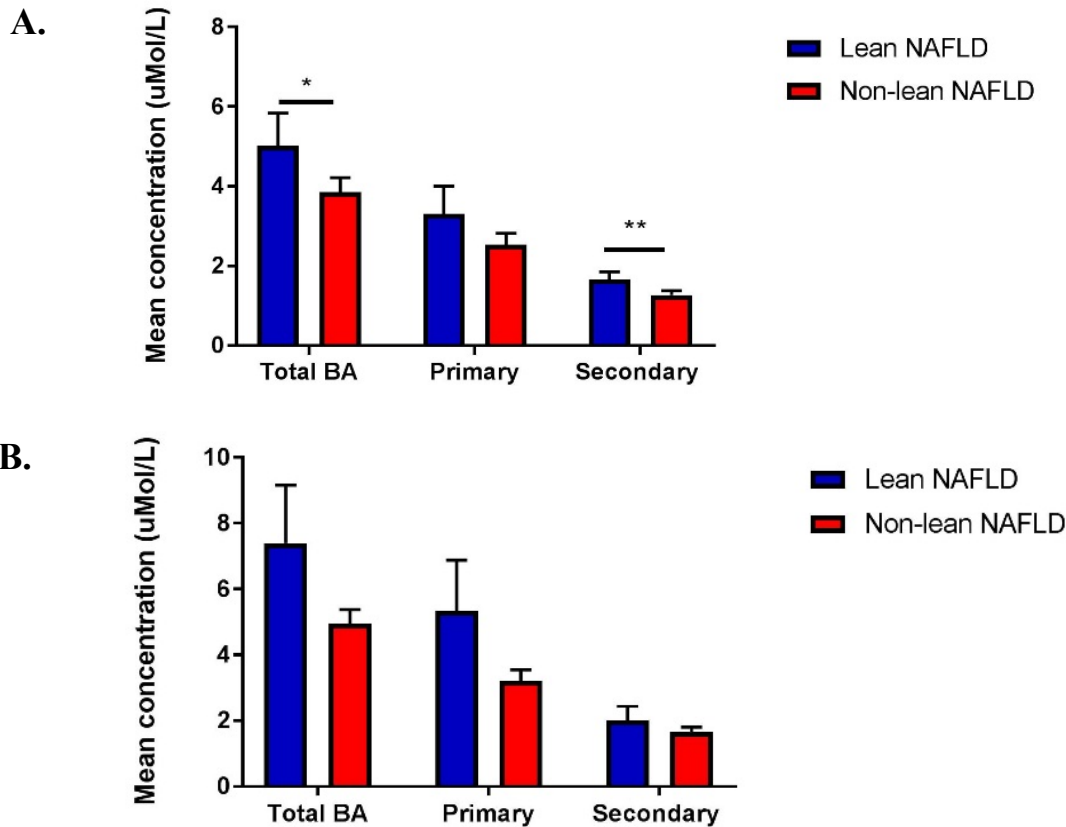 A.
Mean concentration (uMol/L)
8
6
4
2
0
*
**
Total BA
Primary
Secondary
Lean NAFLD
Non-lean NAFLD
B.
Mean concentration (uMol/L)
10
8
6
4
2
0
Total BA
Primary
Secondary
Lean NAFLD
Non-lean NAFLD